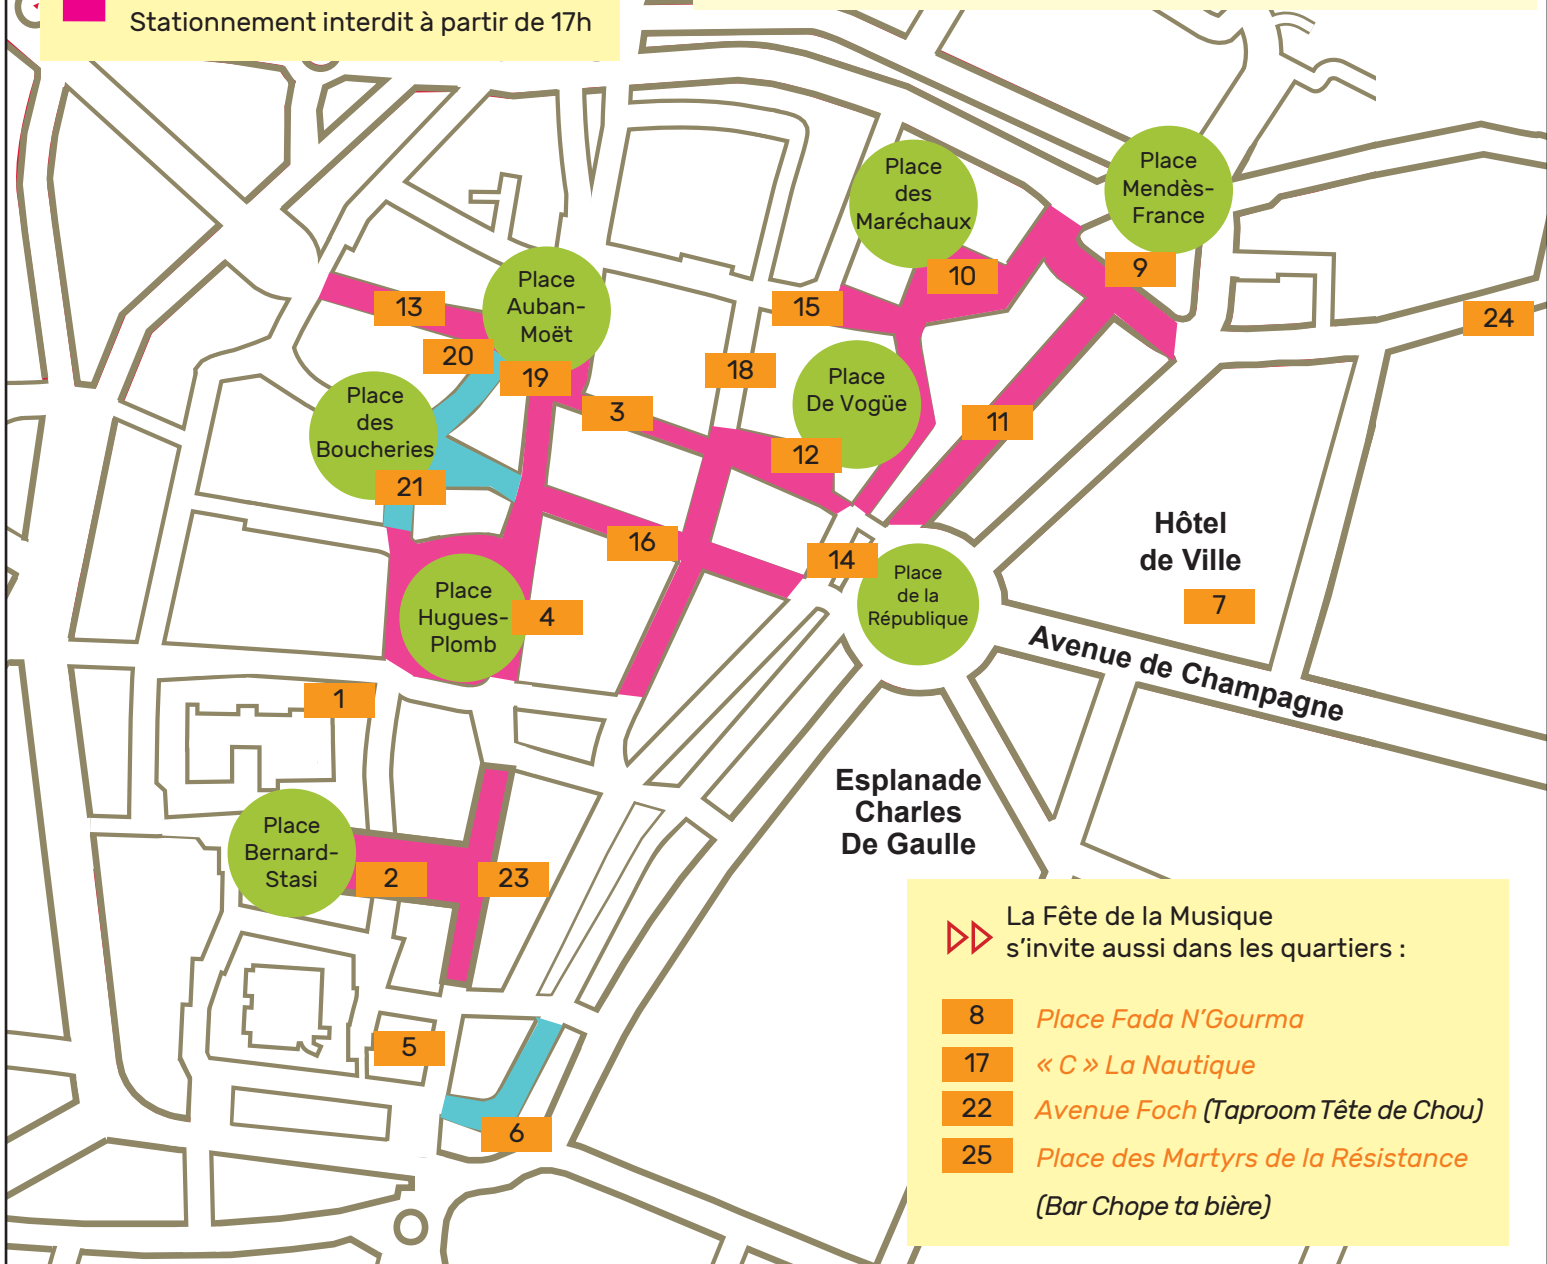 Stationnement interdit à partir de 17h
Place
des
Maréchaux
Place
Mendès-
France
10
9
Place
Auban-
Moët
13
15
24
20
19
18
Place
De Vogüe
3
11
12
Place
des
Boucheries
21
16
14
Hôtel
de Ville
7
Place
de la
République
Place
Hugues-
Plomb
4
Avenue de Champagne
1
Esplanade
Charles
De Gaulle
Place
Bernard-
Stasi
2
23
5
6
La Fête de la Musique
s’invite aussi dans les quartiers :
8 Place Fada N’Gourma
17 « C » La Nautique
22 Avenue Foch (Taproom Tête de Chou)
25 Place des Martyrs de la Résistance
(Bar Chope ta bière)